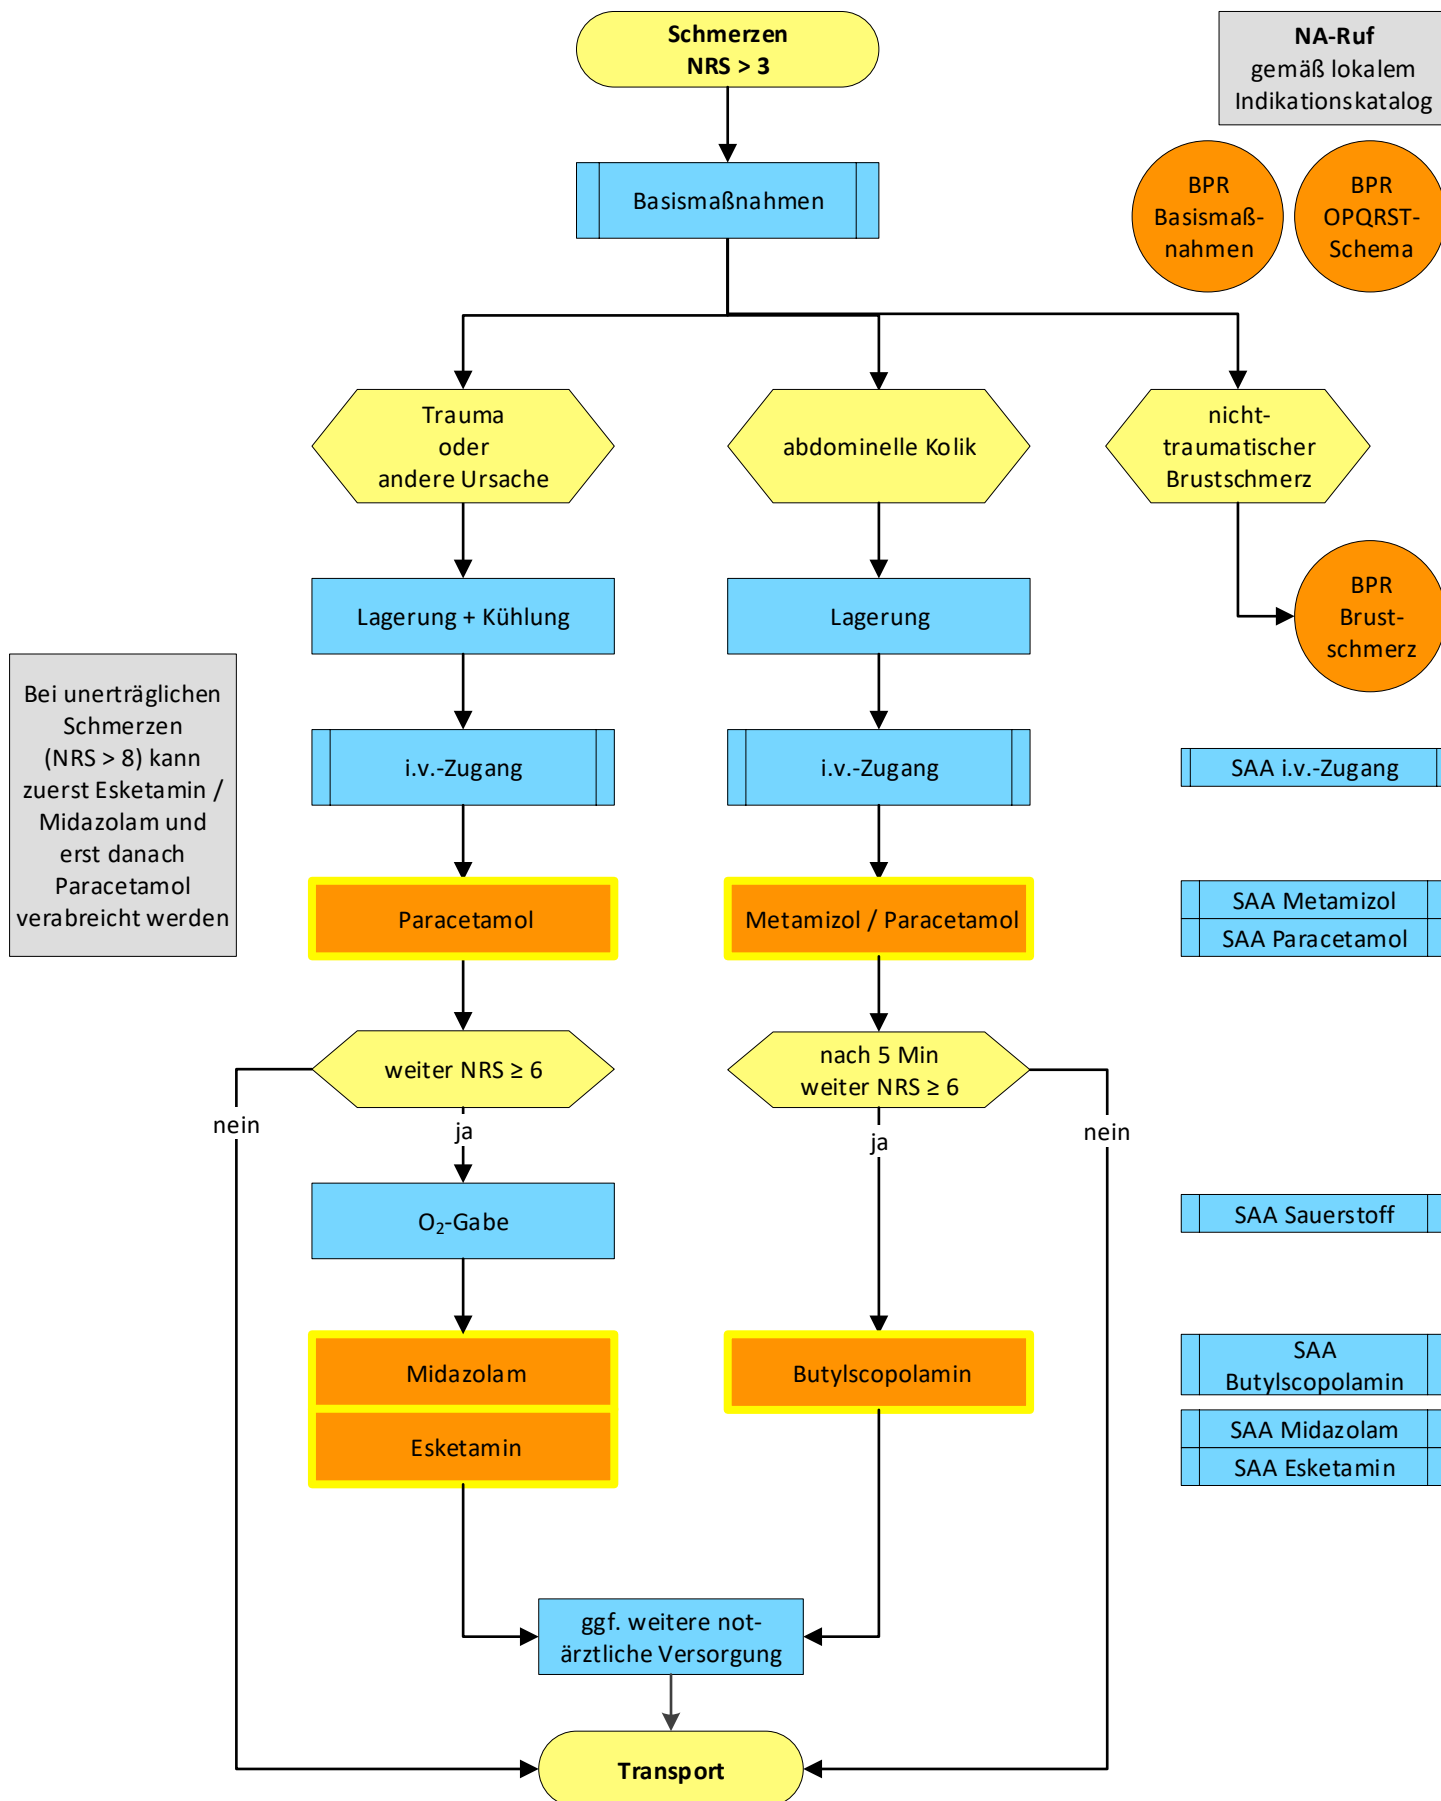 Schmerzen
NRS > 3
NA-Ruf
gemäß lokalem
Indikationskatalog
Basismaßnahmen
BPR
Basismaß-
nahmen
BPR
OPQRST-
Schema
Trauma
oder
andere Ursache
abdominelle Kolik
nicht-
traumatischer
Brustschmerz
Lagerung + Kühlung
Lagerung
BPR
Brust-
schmerz
Bei unerträglichen
Schmerzen
(NRS > 8) kann
zuerst Esketamin /
Midazolam und
erst danach
Paracetamol
verabreicht werden
i.v.-Zugang
i.v.-Zugang
SAA i.v.-Zugang
Paracetamol
Metamizol / Paracetamol
SAA Metamizol
SAA Paracetamol
weiter NRS ≥ 6
nach 5 Min
weiter NRS ≥ 6
nein
ja
ja
nein
O₂-Gabe
SAA Sauerstoff
Midazolam
Esketamin
Butylscopolamin
SAA
Butylscopolamin
SAA Midazolam
SAA Esketamin
ggf. weitere not-
ärztliche Versorgung
Transport